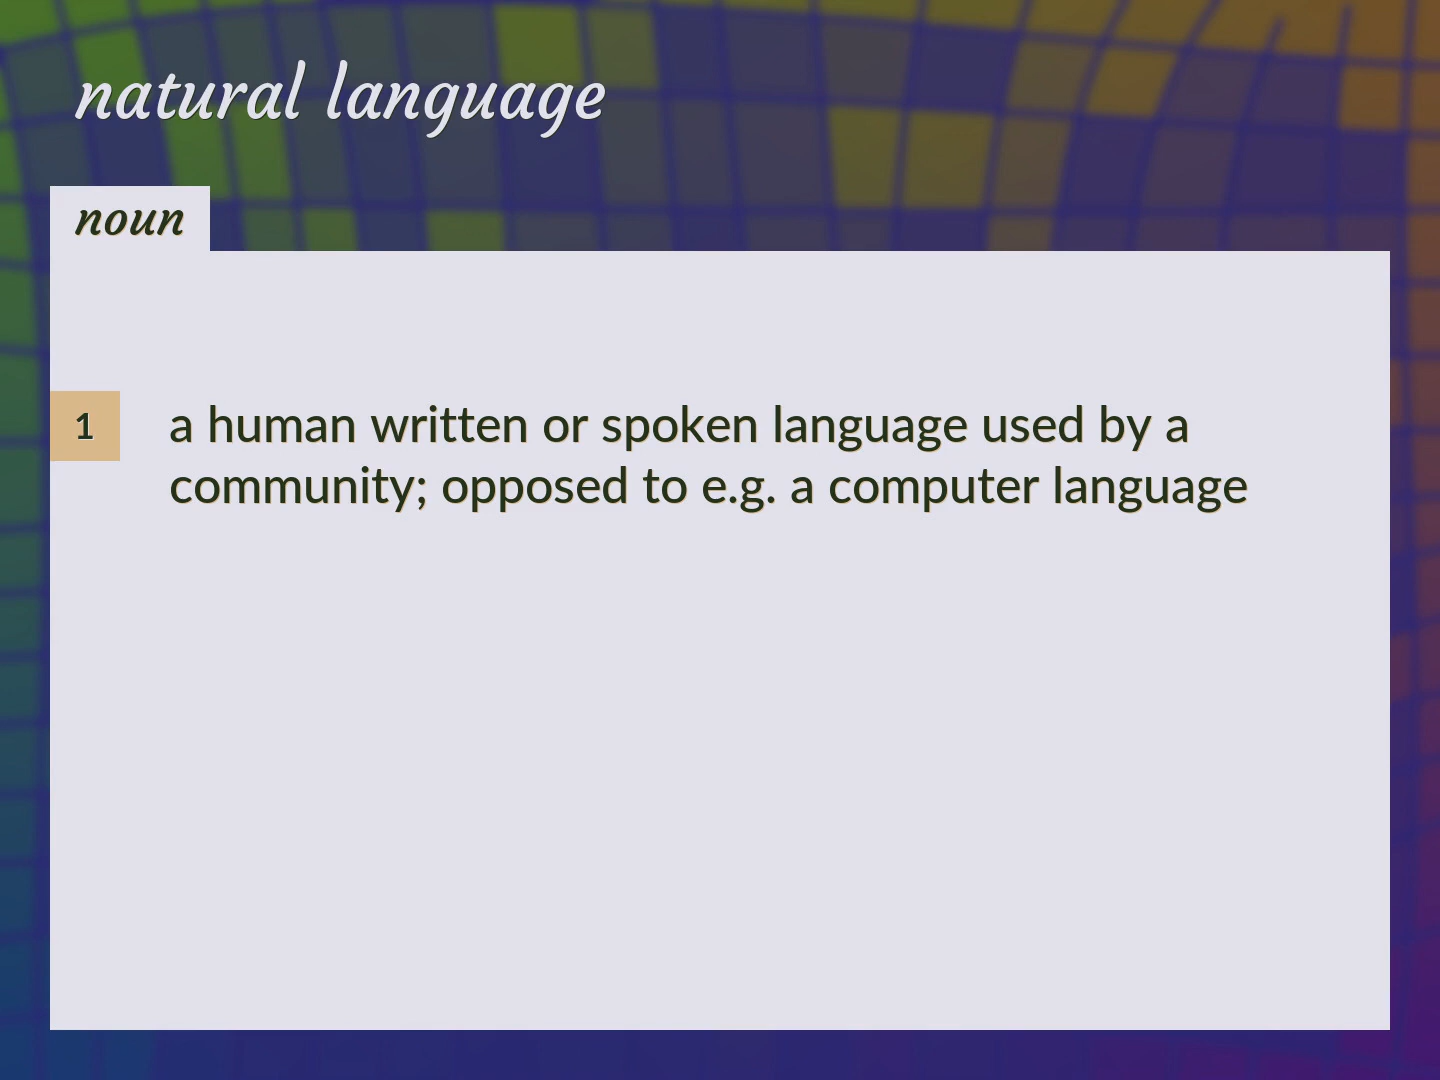 natural language
noun
1
a human written or spoken language used by a
community; opposed to e.g. a computer language